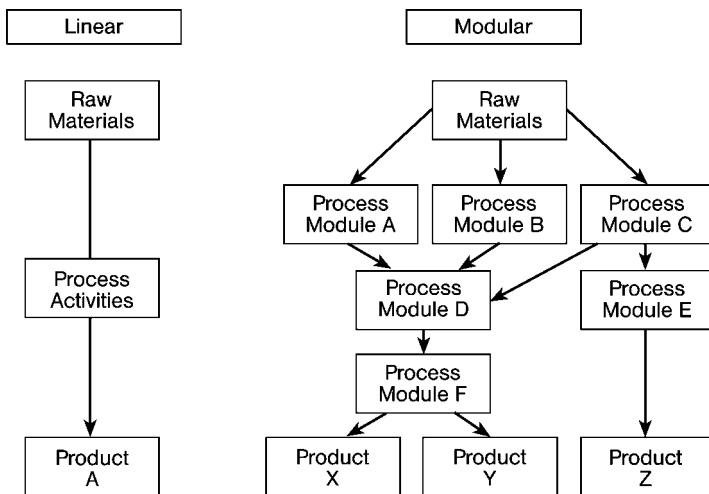 Linear
Modular
Raw
Materials
Raw
Materials
Process
Module A
Process
Module B
Process
Module C
Process
Activities
Process
Module D
Process
Module E
Process
Module F
Product
A
Product
X
Product
Y
Product
Z